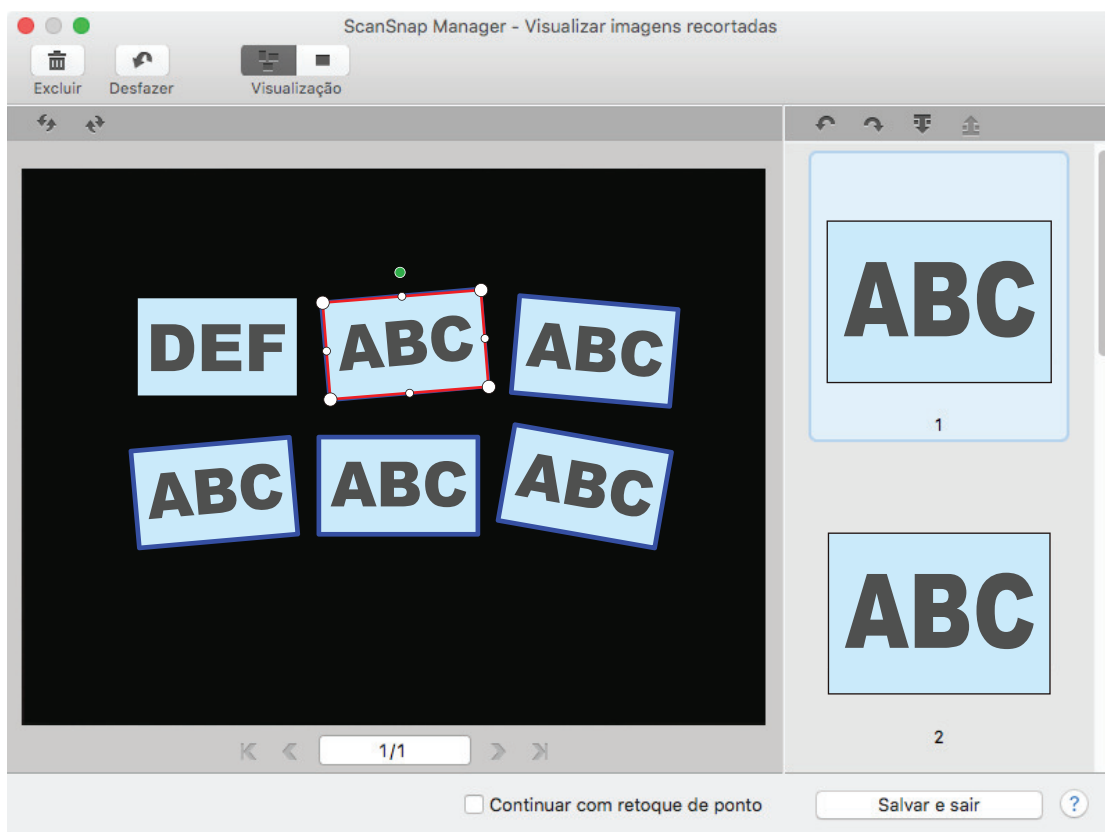 ScanSnap Manager - Visualizar imagens recortadas
Excluir Desfazer Visualização
DEF ABC ABC
ABC ABC ABC
1/1
ABC
1
ABC
2
Continuar com retoque de ponto Salvar e sair ?